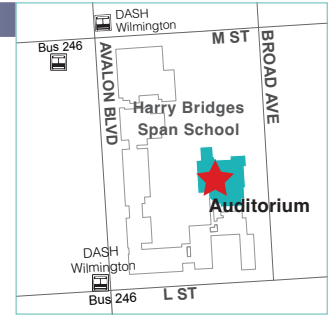 DASH
Wilmington
M ST
Bus 246
AVALON BLVD
BROAD AVE
Harry Bridges
Span School
Auditorium
DASH
Wilmington
Bus 246
L ST